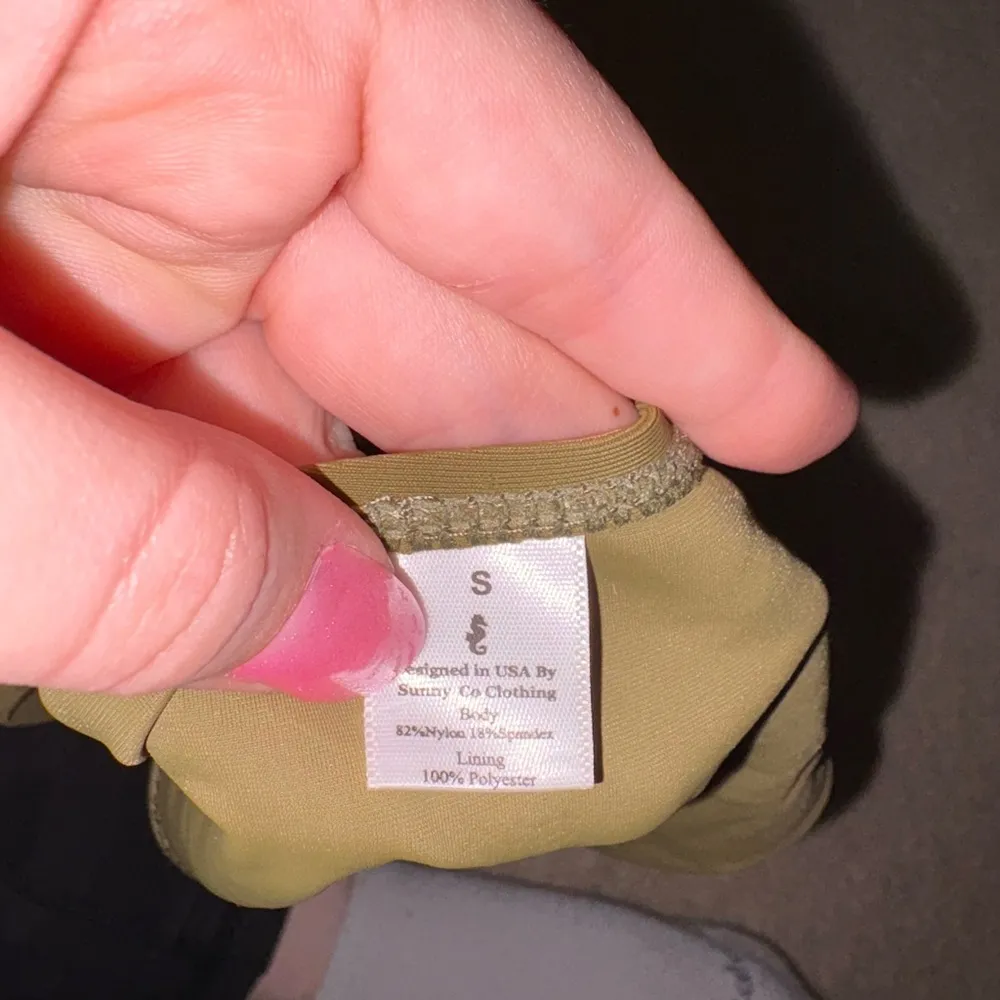 S
esigned in USA By
Sunny Co Clothing
Body
82%Nylon 18%Spandex
Lining
100% Polyester